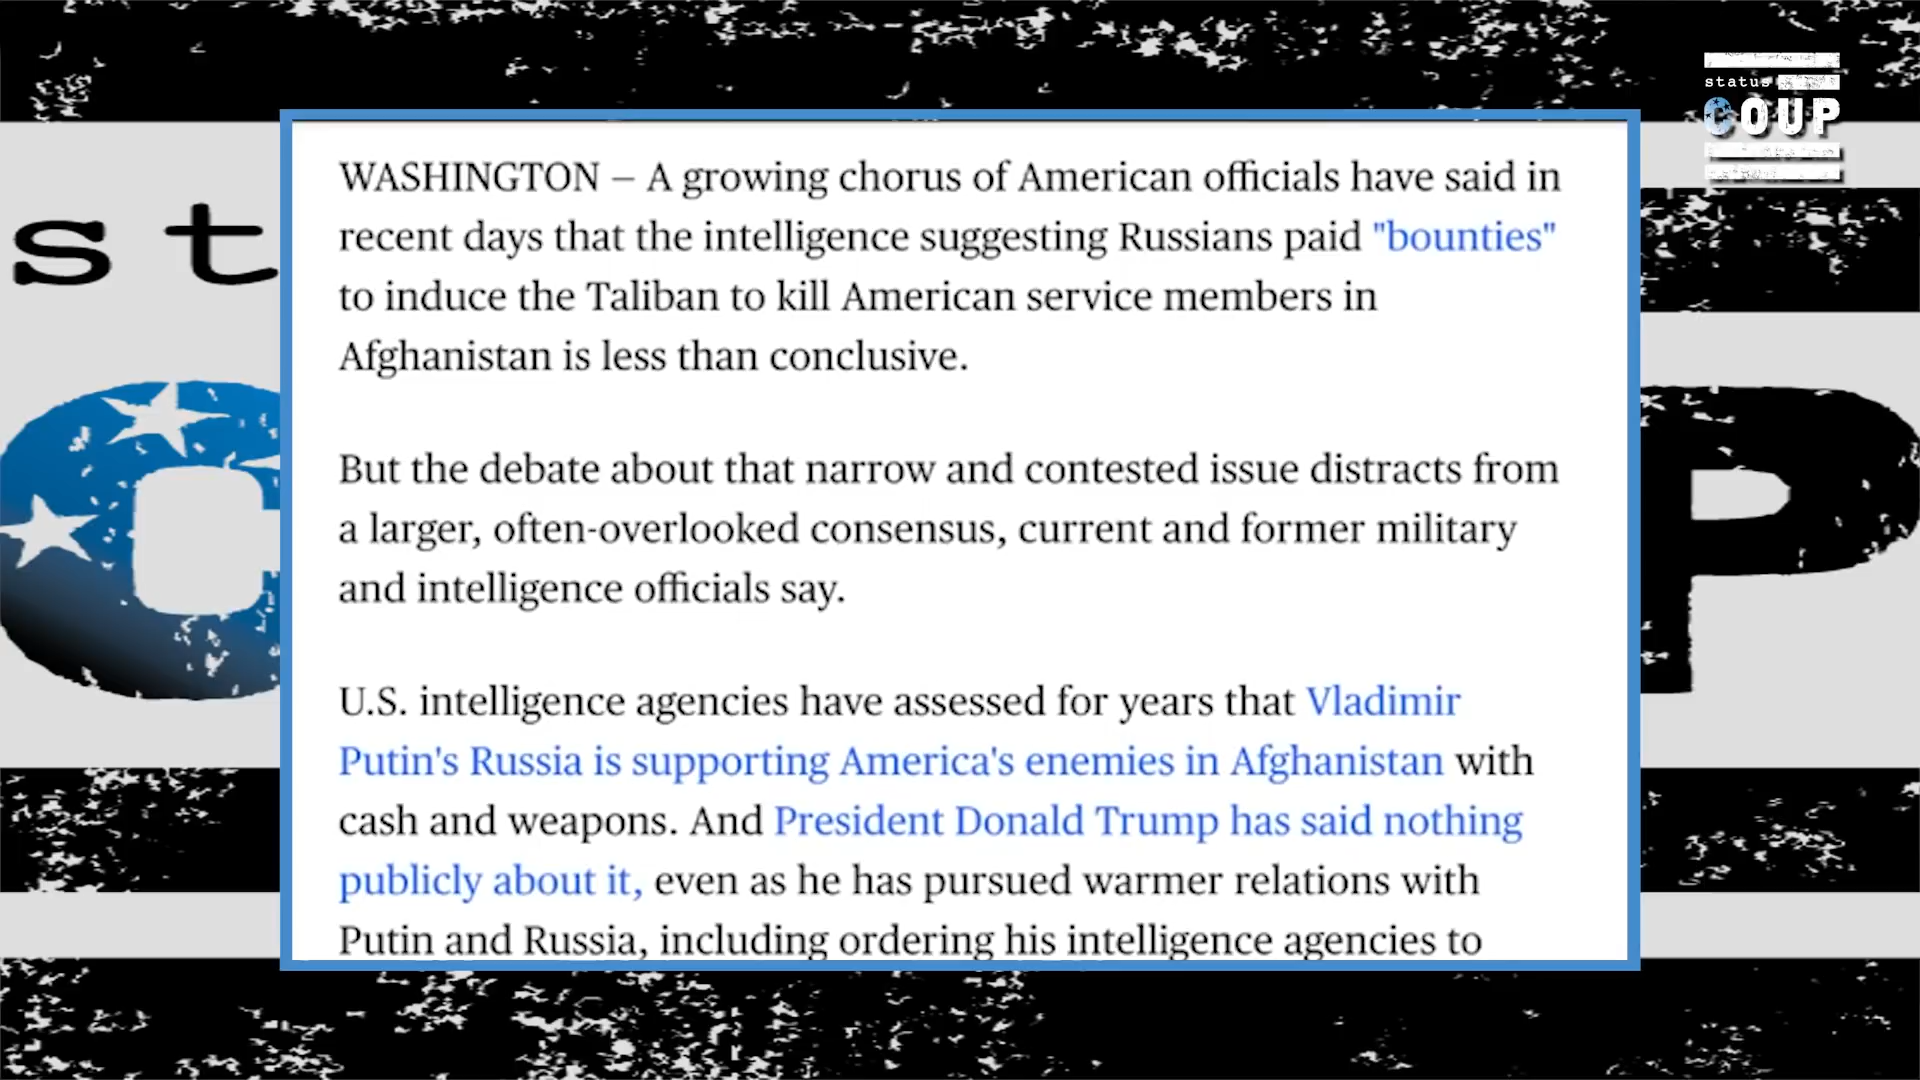 status
COUP
WASHINGTON — A growing chorus of American officials have said in
recent days that the intelligence suggesting Russians paid "bounties"
to induce the Taliban to kill American service members in
Afghanistan is less than conclusive.
But the debate about that narrow and contested issue distracts from
a larger, often-overlooked consensus, current and former military
and intelligence officials say.
U.S. intelligence agencies have assessed for years that Vladimir
Putin's Russia is supporting America's enemies in Afghanistan with
cash and weapons. And President Donald Trump has said nothing
publicly about it, even as he has pursued warmer relations with
Putin and Russia, including ordering his intelligence agencies to
st
C P